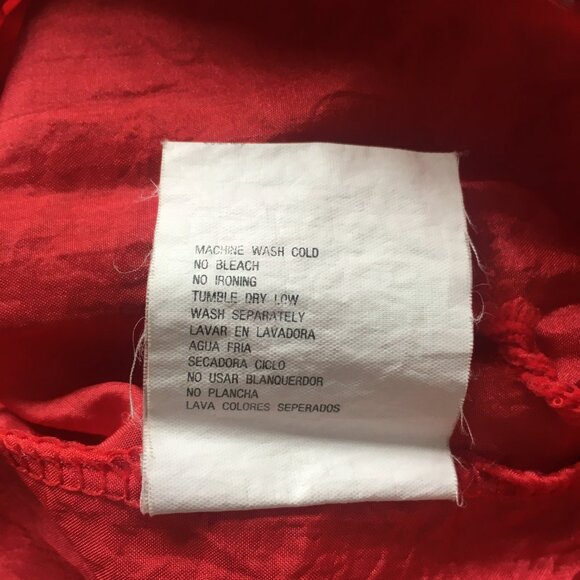 MACHINE WASH COLD
NO BLEACH
NO IRONING
TUMBLE DRY LOW
WASH SEPARATELY
LAVAR EN LAVADORA
AGUA FRIA
SECADORA CICLO
NO USAR BLANQUERDOR
NO PLANCHA
LAVA COLORES SEPERADOS